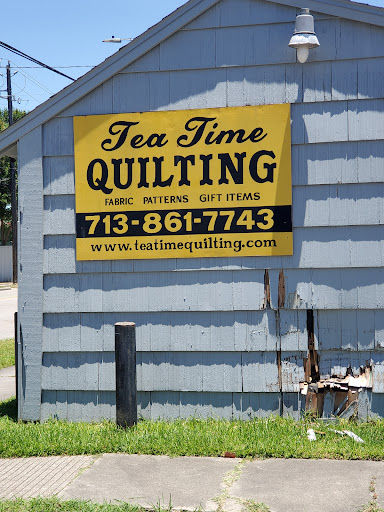 Tea Time
QUILTING
FABRIC PATTERNS GIFT ITEMS
713-861-7743
www.teatimequilting.com